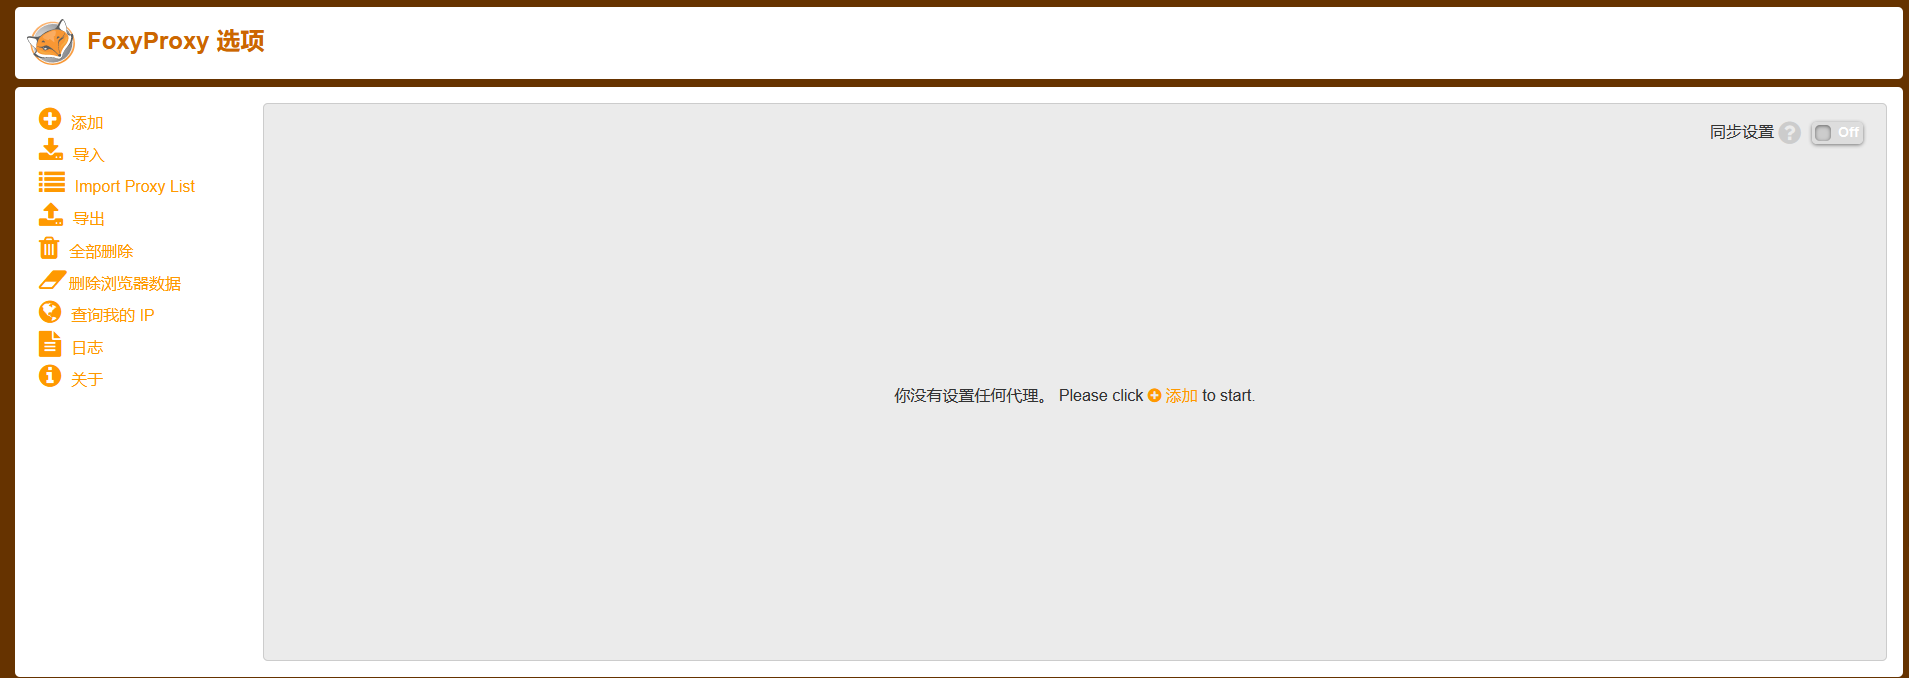 FoxyProxy 选项
添加
导入
Import Proxy List
导出
全部删除
删除浏览器数据
查询我的 IP
日志
关于
同步设置 ? Off
你没有设置任何代理。 Please click 添加 to start.